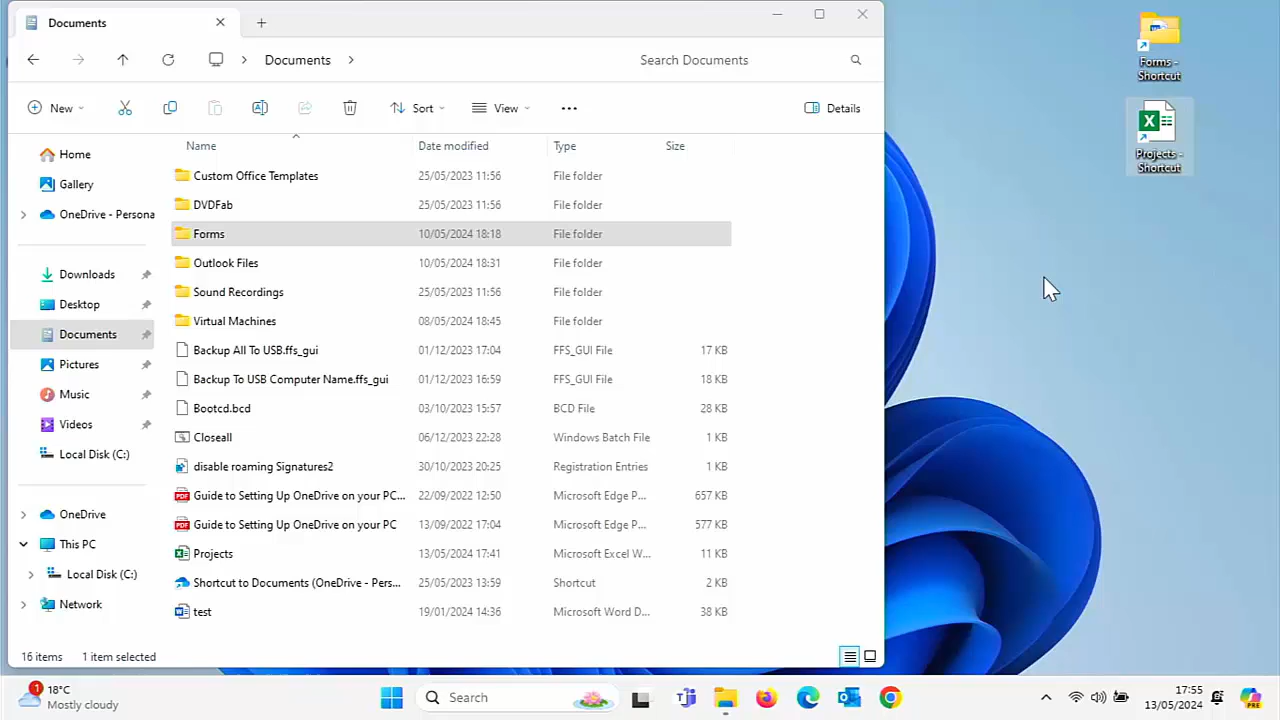 Documents
Documents
Search Documents
New
Sort
View
Details
Name
Date modified
Type
Size
Home
Gallery
OneDrive - Persona
Downloads
Desktop
Documents
Pictures
Music
Videos
Local Disk (C:)
OneDrive
This PC
Local Disk (C:)
Network
Custom Office Templates 25/05/2023 11:56 File folder
DVDFab 25/05/2023 11:56 File folder
Forms 10/05/2024 18:18 File folder
Outlook Files 10/05/2024 18:31 File folder
Sound Recordings 25/05/2023 11:56 File folder
Virtual Machines 08/05/2024 18:45 File folder
Backup All To USB.ffs_gui 01/12/2023 17:04 FFS_GUI File 17 KB
Backup To USB Computer Name.ffs_gui 01/12/2023 16:59 FFS_GUI File 18 KB
Bootcd.bcd 03/10/2023 15:57 BCD File 28 KB
Closeall 06/12/2023 22:28 Windows Batch File 1 KB
disable roaming Signatures2 30/10/2023 20:25 Registration Entries 1 KB
Guide to Setting Up OneDrive on your PC... 22/09/2022 12:50 Microsoft Edge P... 657 KB
Guide to Setting Up OneDrive on your PC 13/09/2022 17:04 Microsoft Edge P... 577 KB
Projects 13/05/2024 17:41 Microsoft Excel W... 11 KB
Shortcut to Documents (OneDrive - Pers... 25/05/2023 13:59 Shortcut 2 KB
test 19/01/2024 14:36 Microsoft Word D... 38 KB
16 items 1 item selected
Forms -
Shortcut
Projects -
Shortcut
1
18°C
Mostly cloudy
Search
17:55
13/05/2024
PRE